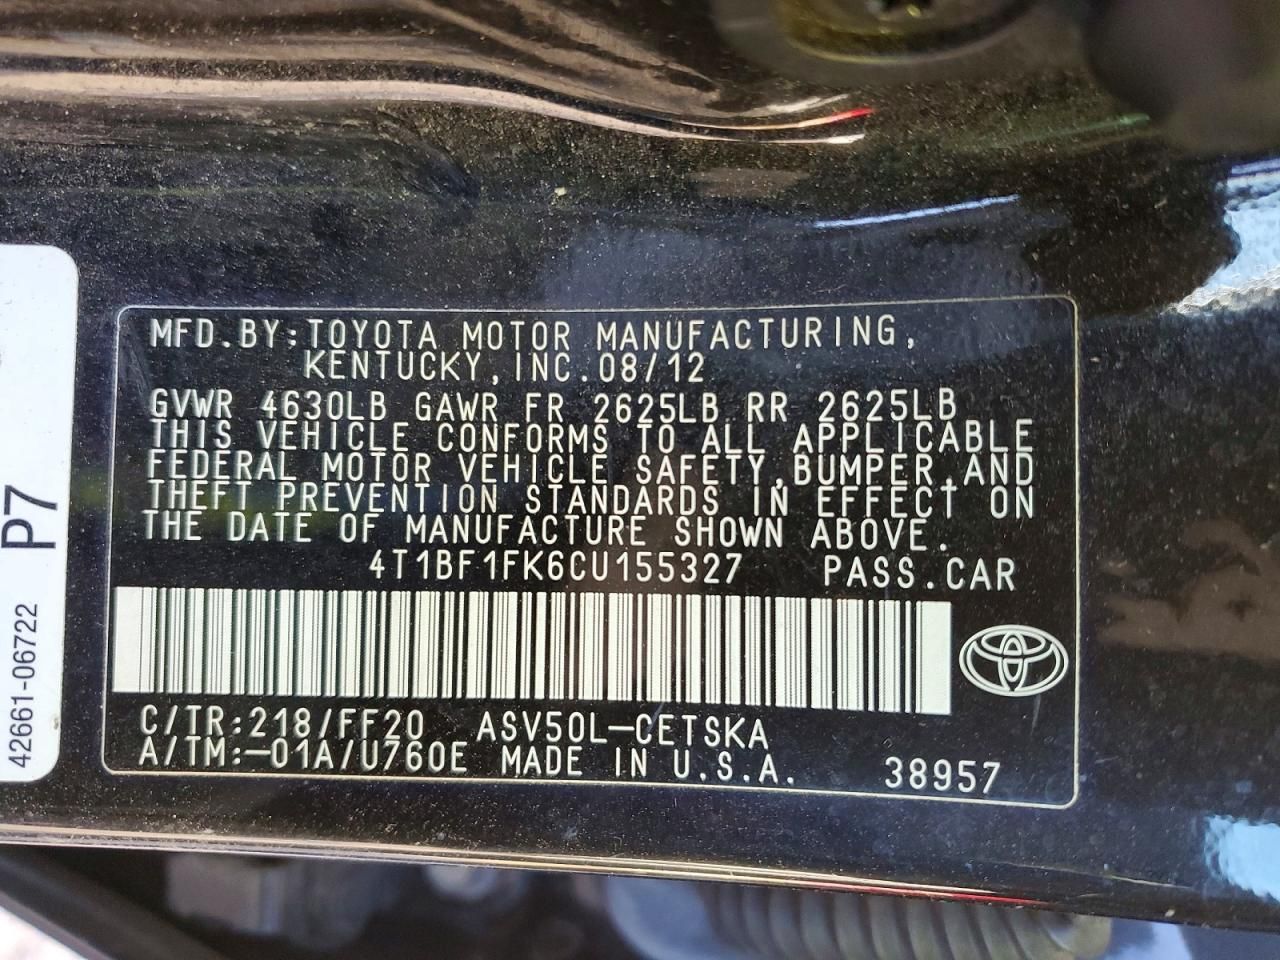 MFD.BY:TOYOTA MOTOR MANUFACTURING,
KENTUCKY,INC.08/12
GVWR 4630LB GAWR FR 2625LB RR 2625LB
THIS VEHICLE CONFORMS TO ALL APPLICABLE
FEDERAL MOTOR VEHICLE SAFETY,BUMPER,AND
THEFT PREVENTION STANDARDS IN EFFECT ON
THE DATE OF MANUFACTURE SHOWN ABOVE.
4T1BF1FK6CU155327 PASS.CAR
C/TR:218/FF20 ASV50L-CETSKA
A/TM:-01A/U760E MADE IN U.S.A. 38957
P7
42661-06722